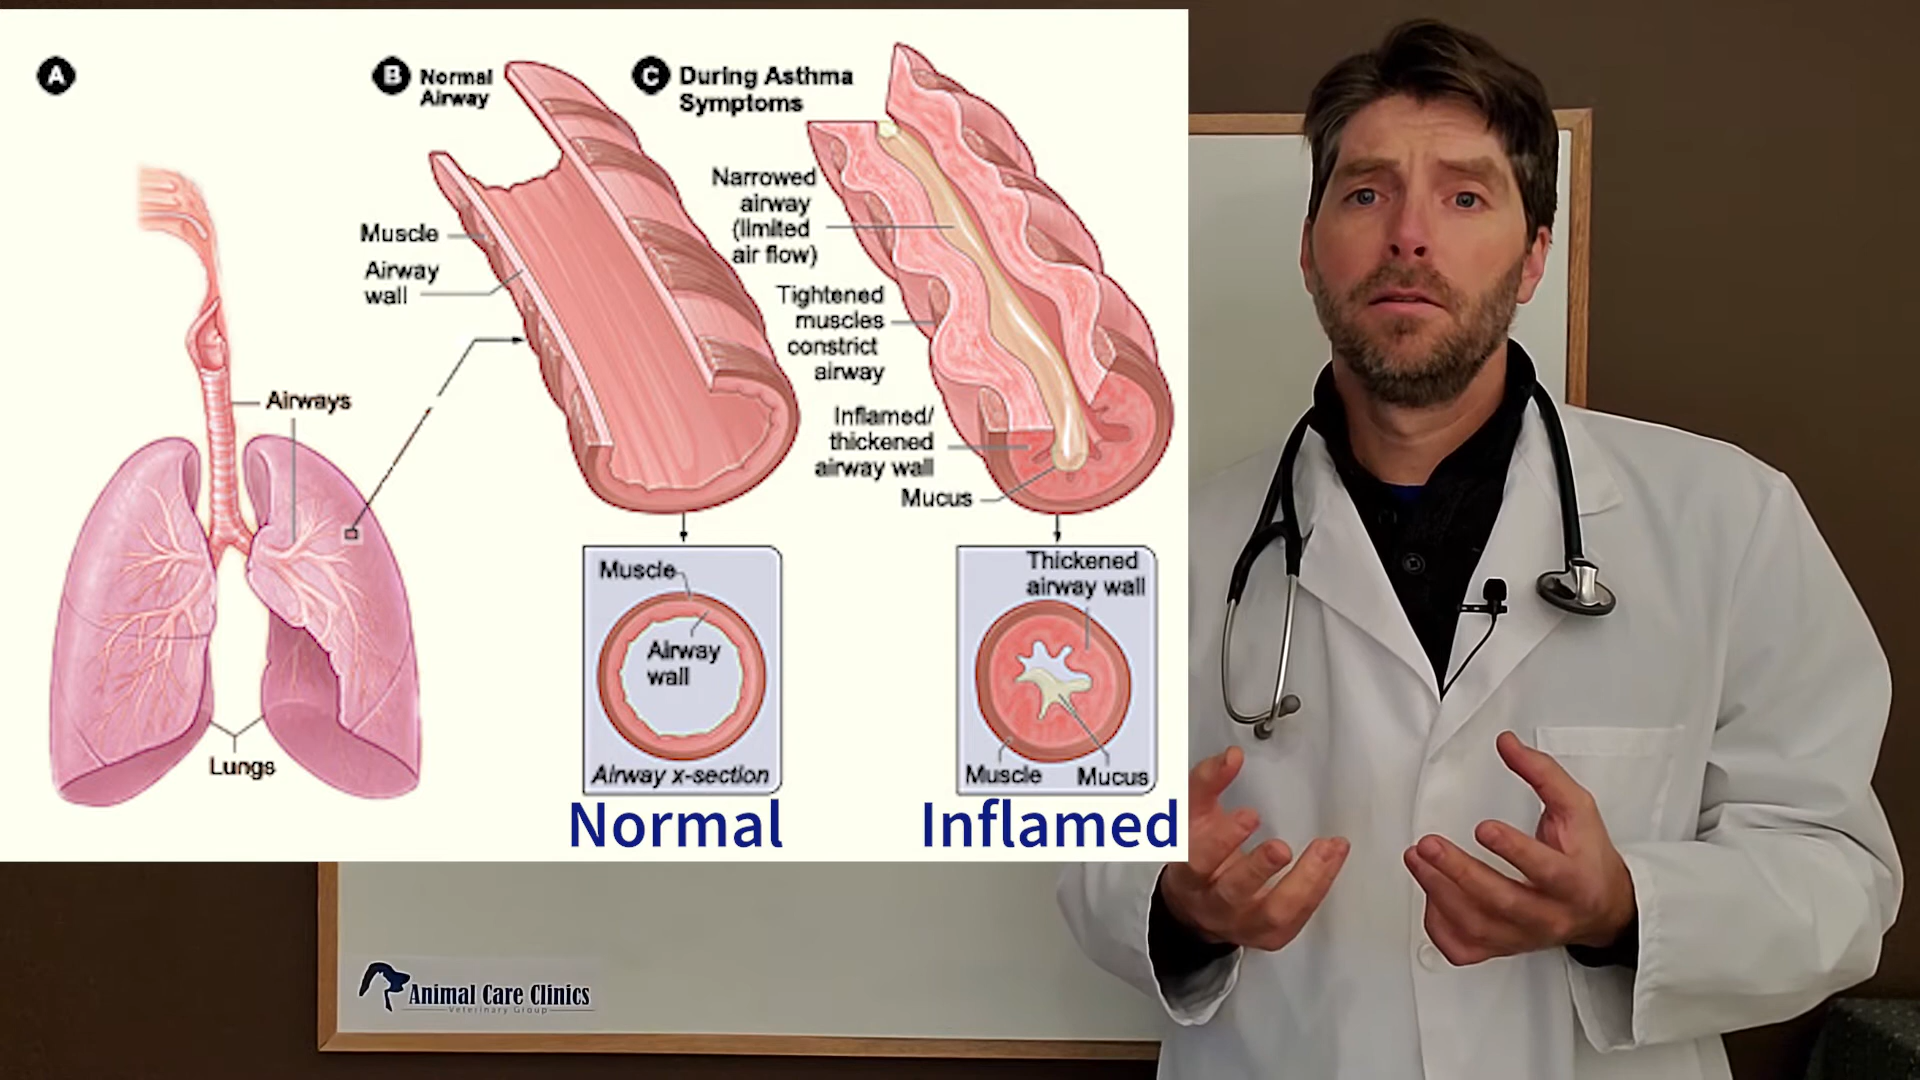 A
B
Normal
Airway
C
During Asthma
Symptoms
Muscle
Airway
wall
Narrowed
airway
(limited
air flow)
Tightened
muscles
constrict
airway
Inflamed/
thickened
airway wall
Mucus
Airways
Lungs
Muscle
Airway
wall
Airway x-section
Normal
Thickened
airway wall
Muscle
Mucus
Inflamed
Animal Care Clinics
Veterinary Group